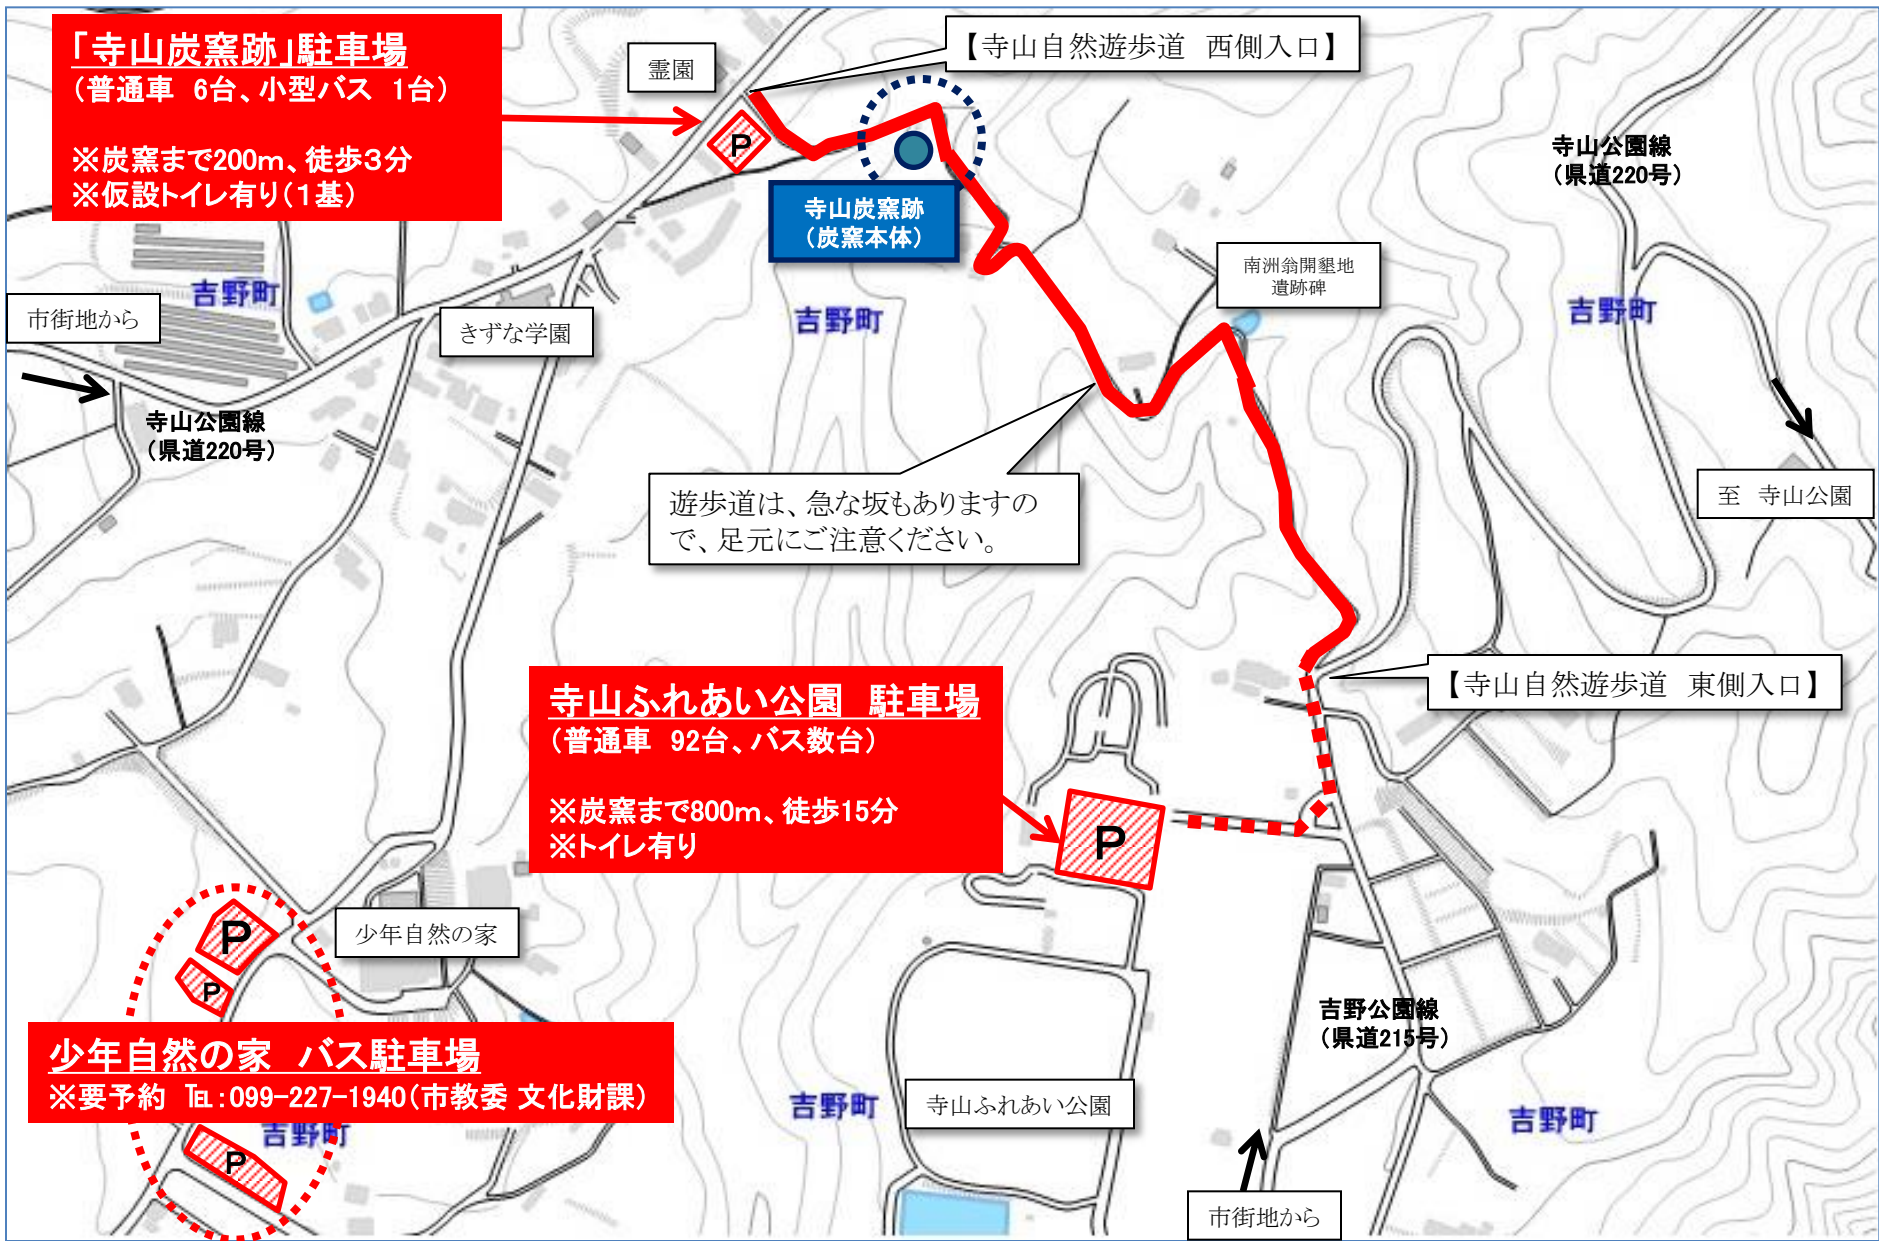 「寺山炭窯跡」駐車場
(普通車 6台、小型バス 1台)
※炭窯まで200m、徒歩3分
※仮設トイレ有り(1基)
霊園
【寺山自然遊歩道 西側入口】
P
寺山炭窯跡
(炭窯本体)
寺山公園線
(県道220号)
南洲翁開墾地
遺跡碑
吉野町
吉野町
吉野町
市街地から
きずな学園
寺山公園線
(県道220号)
遊歩道は、急な坂もありますの
で、足元にご注意ください。
至 寺山公園
【寺山自然遊歩道 東側入口】
寺山ふれあい公園 駐車場
(普通車 92台、バス数台)
※炭窯まで800m、徒歩15分
※トイレ有り
P
P
P
少年自然の家
吉野公園線
(県道215号)
少年自然の家 バス駐車場
※要予約 ℡:099-227-1940(市教委 文化財課)
吉野町
P
吉野町
寺山ふれあい公園
吉野町
市街地から